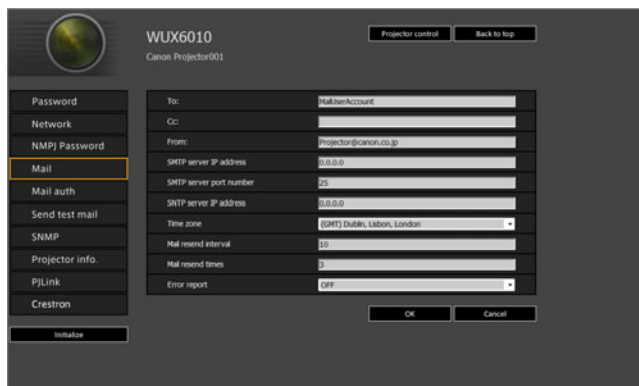 WUX6010
Canon Projector001
Projector control
Back to top
Password
Network
NMPJ Password
Mail
Mail auth
Send test mail
SNMP
Projector info.
PJLink
Crestron
Initialize
To: MailUserAccount
Cc:
From: Projector@canon.co.jp
SMTP server IP address 0.0.0.0
SMTP server port number 25
SNTP server IP address 0.0.0.0
Time zone (GMT) Dublin, Lisbon, London
Mail resend interval 10
Mail resend times 3
Error report OFF
OK
Cancel